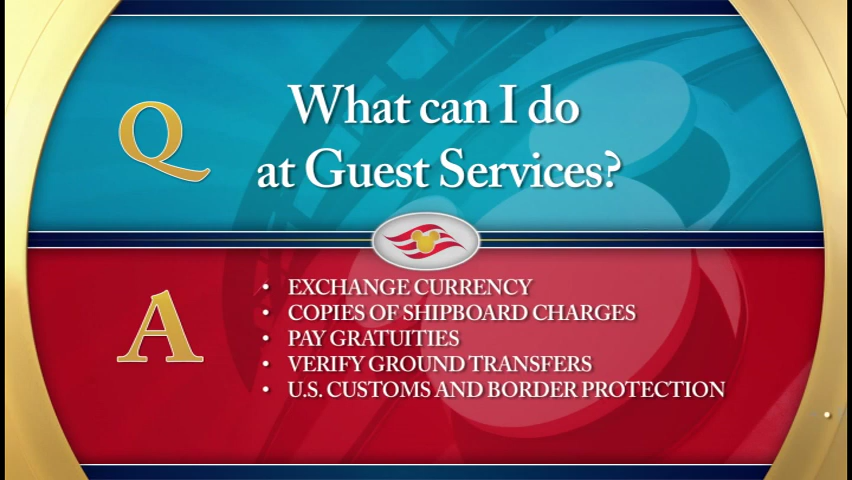 Q
What can I do
at Guest Services?
A
• EXCHANGE CURRENCY
• COPIES OF SHIPBOARD CHARGES
• PAY GRATUITIES
• VERIFY GROUND TRANSFERS
• U.S. CUSTOMS AND BORDER PROTECTION